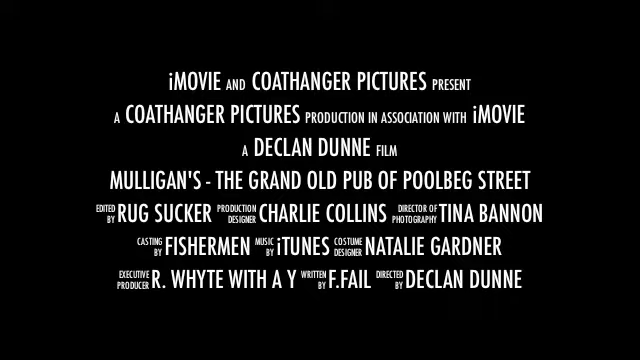 iMOVIE AND COATHANGER PICTURES PRESENT
A COATHANGER PICTURES PRODUCTION IN ASSOCIATION WITH iMOVIE
A DECLAN DUNNE FILM
MULLIGAN'S - THE GRAND OLD PUB OF POOLBEG STREET
EDITED BY RUG SUCKER PRODUCTION DESIGNER CHARLIE COLLINS DIRECTOR OF PHOTOGRAPHY TINA BANNON
CASTING BY FISHERMEN MUSIC BY iTUNES COSTUME DESIGNER NATALIE GARDNER
EXECUTIVE PRODUCER R. WHYTE WITH A Y WRITTEN BY F.FAIL DIRECTED BY DECLAN DUNNE